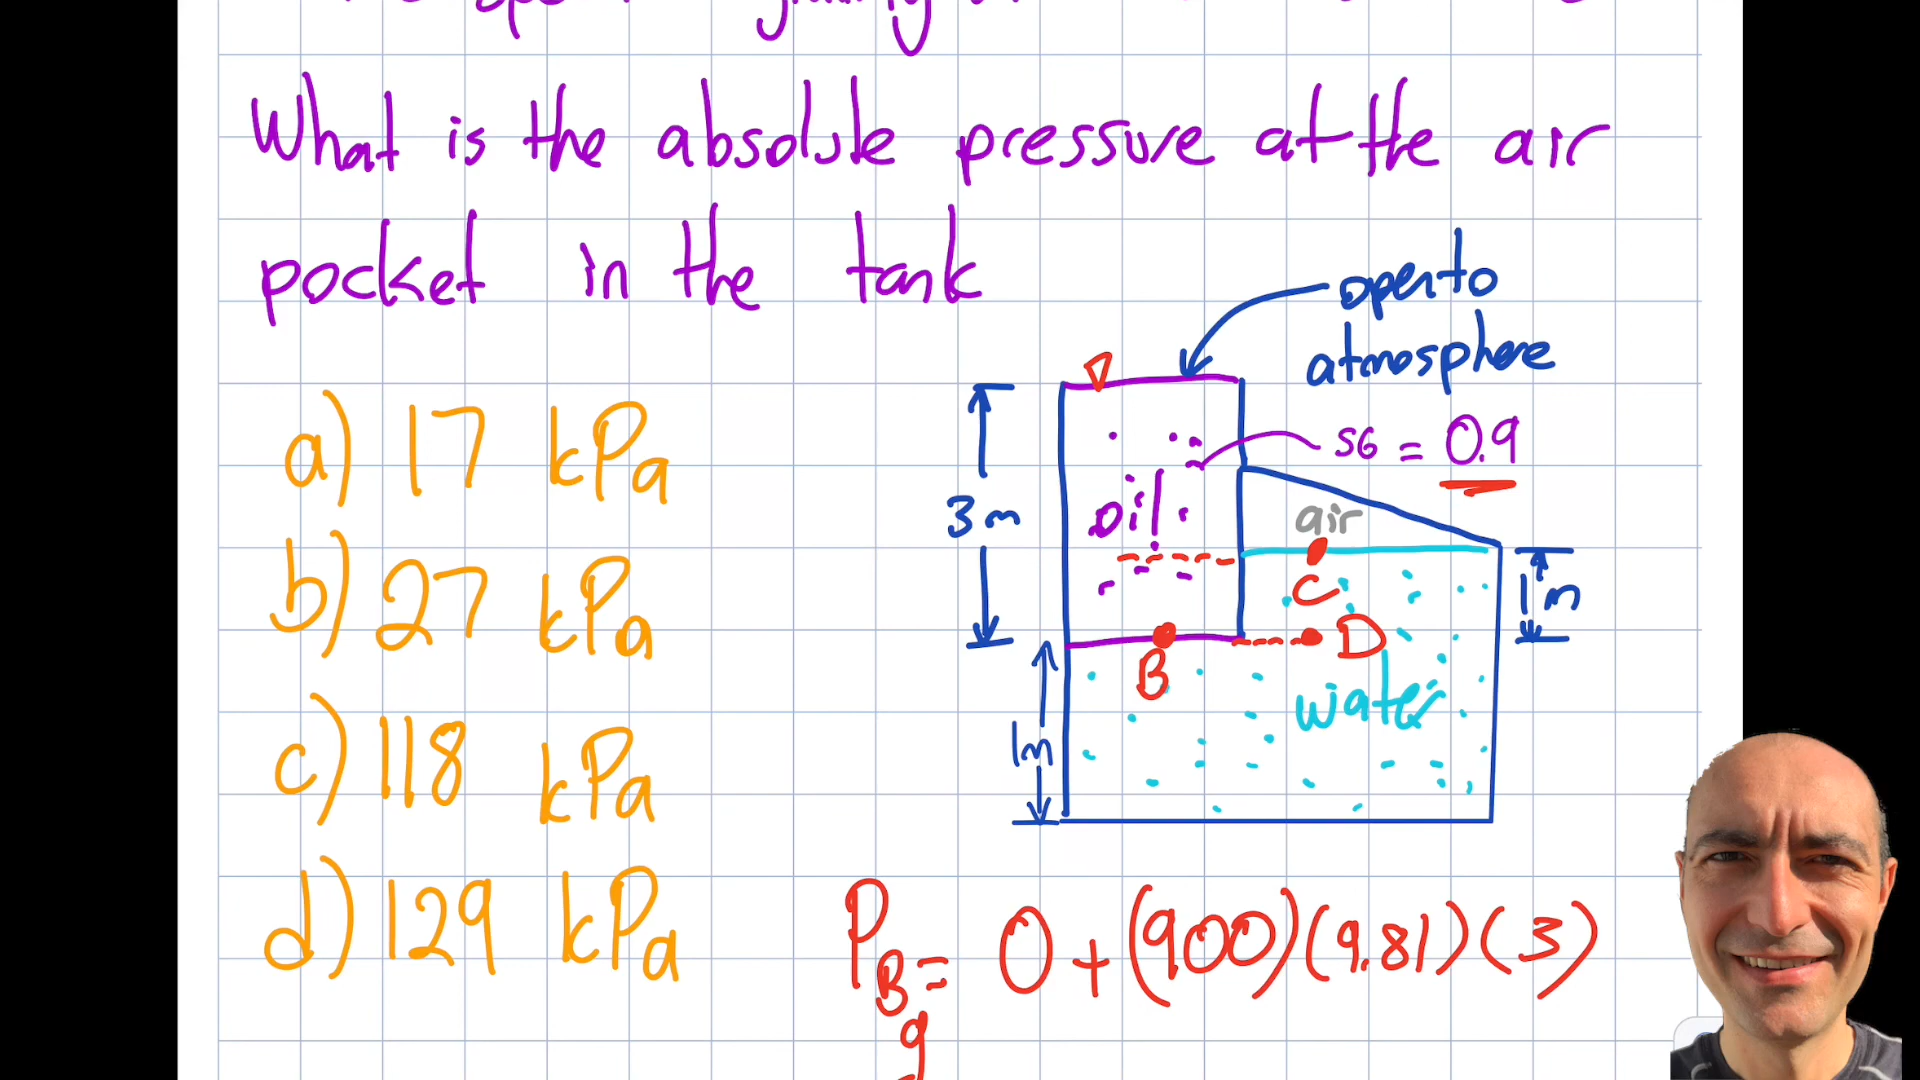 What is the absolute pressure at the air
pocket in the tank
open to
atmosphere
a) 17 kPa
SG = 0.9
3m
oil
air
b) 27 kPa
C
1m
D
B
water
c) 118 kPa
1m
d) 129 kPa
P_Bg = 0 + (900)(9.81)(3)